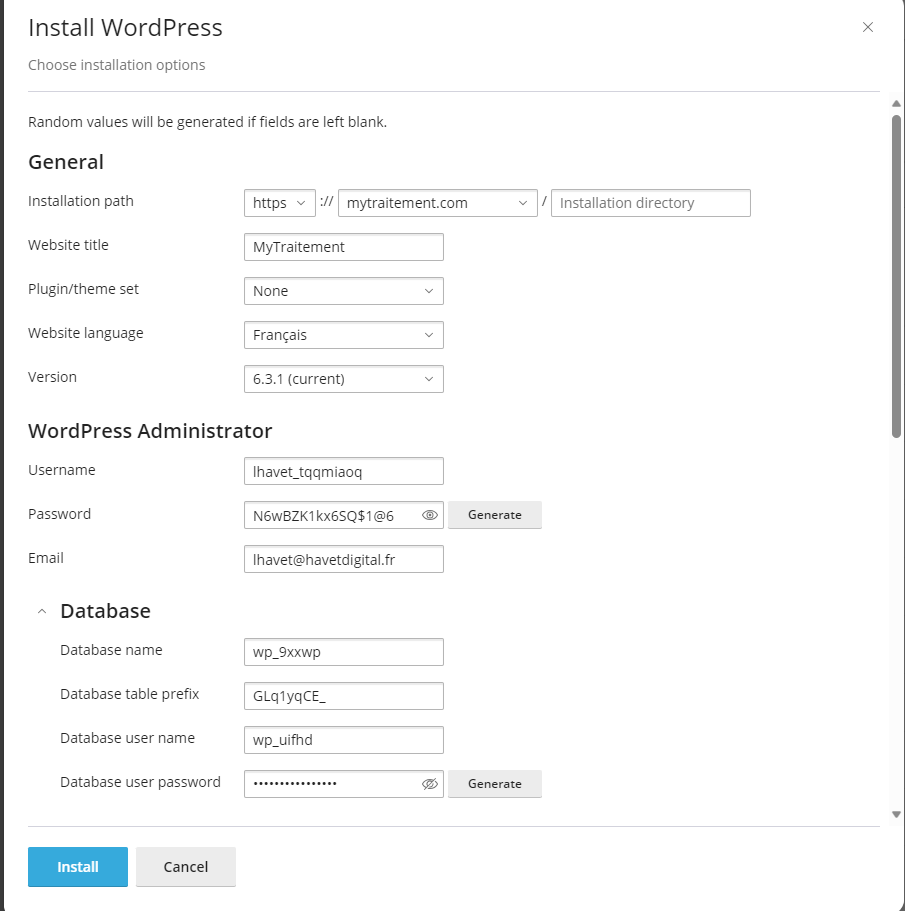 Install WordPress
Choose installation options
Random values will be generated if fields are left blank.
General
Installation path https :// mytraitement.com / Installation directory
Website title MyTraitement
Plugin/theme set None
Website language Français
Version 6.3.1 (current)
WordPress Administrator
Username lhavet_tqqmiaoq
Password N6wBZK1kx6SQ$1@6 Generate
Email lhavet@havetdigital.fr
Database
Database name wp_9xxwp
Database table prefix GLq1yqCE_
Database user name wp_uifhd
Database user password •••••••••••••••• Generate
Install Cancel